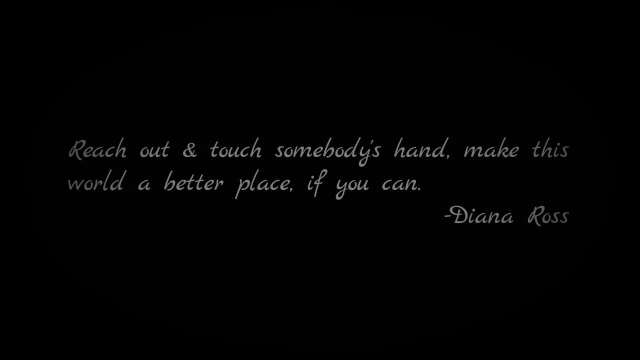 Reach out & touch somebody's hand, make this
world a better place, if you can.
-Diana Ross